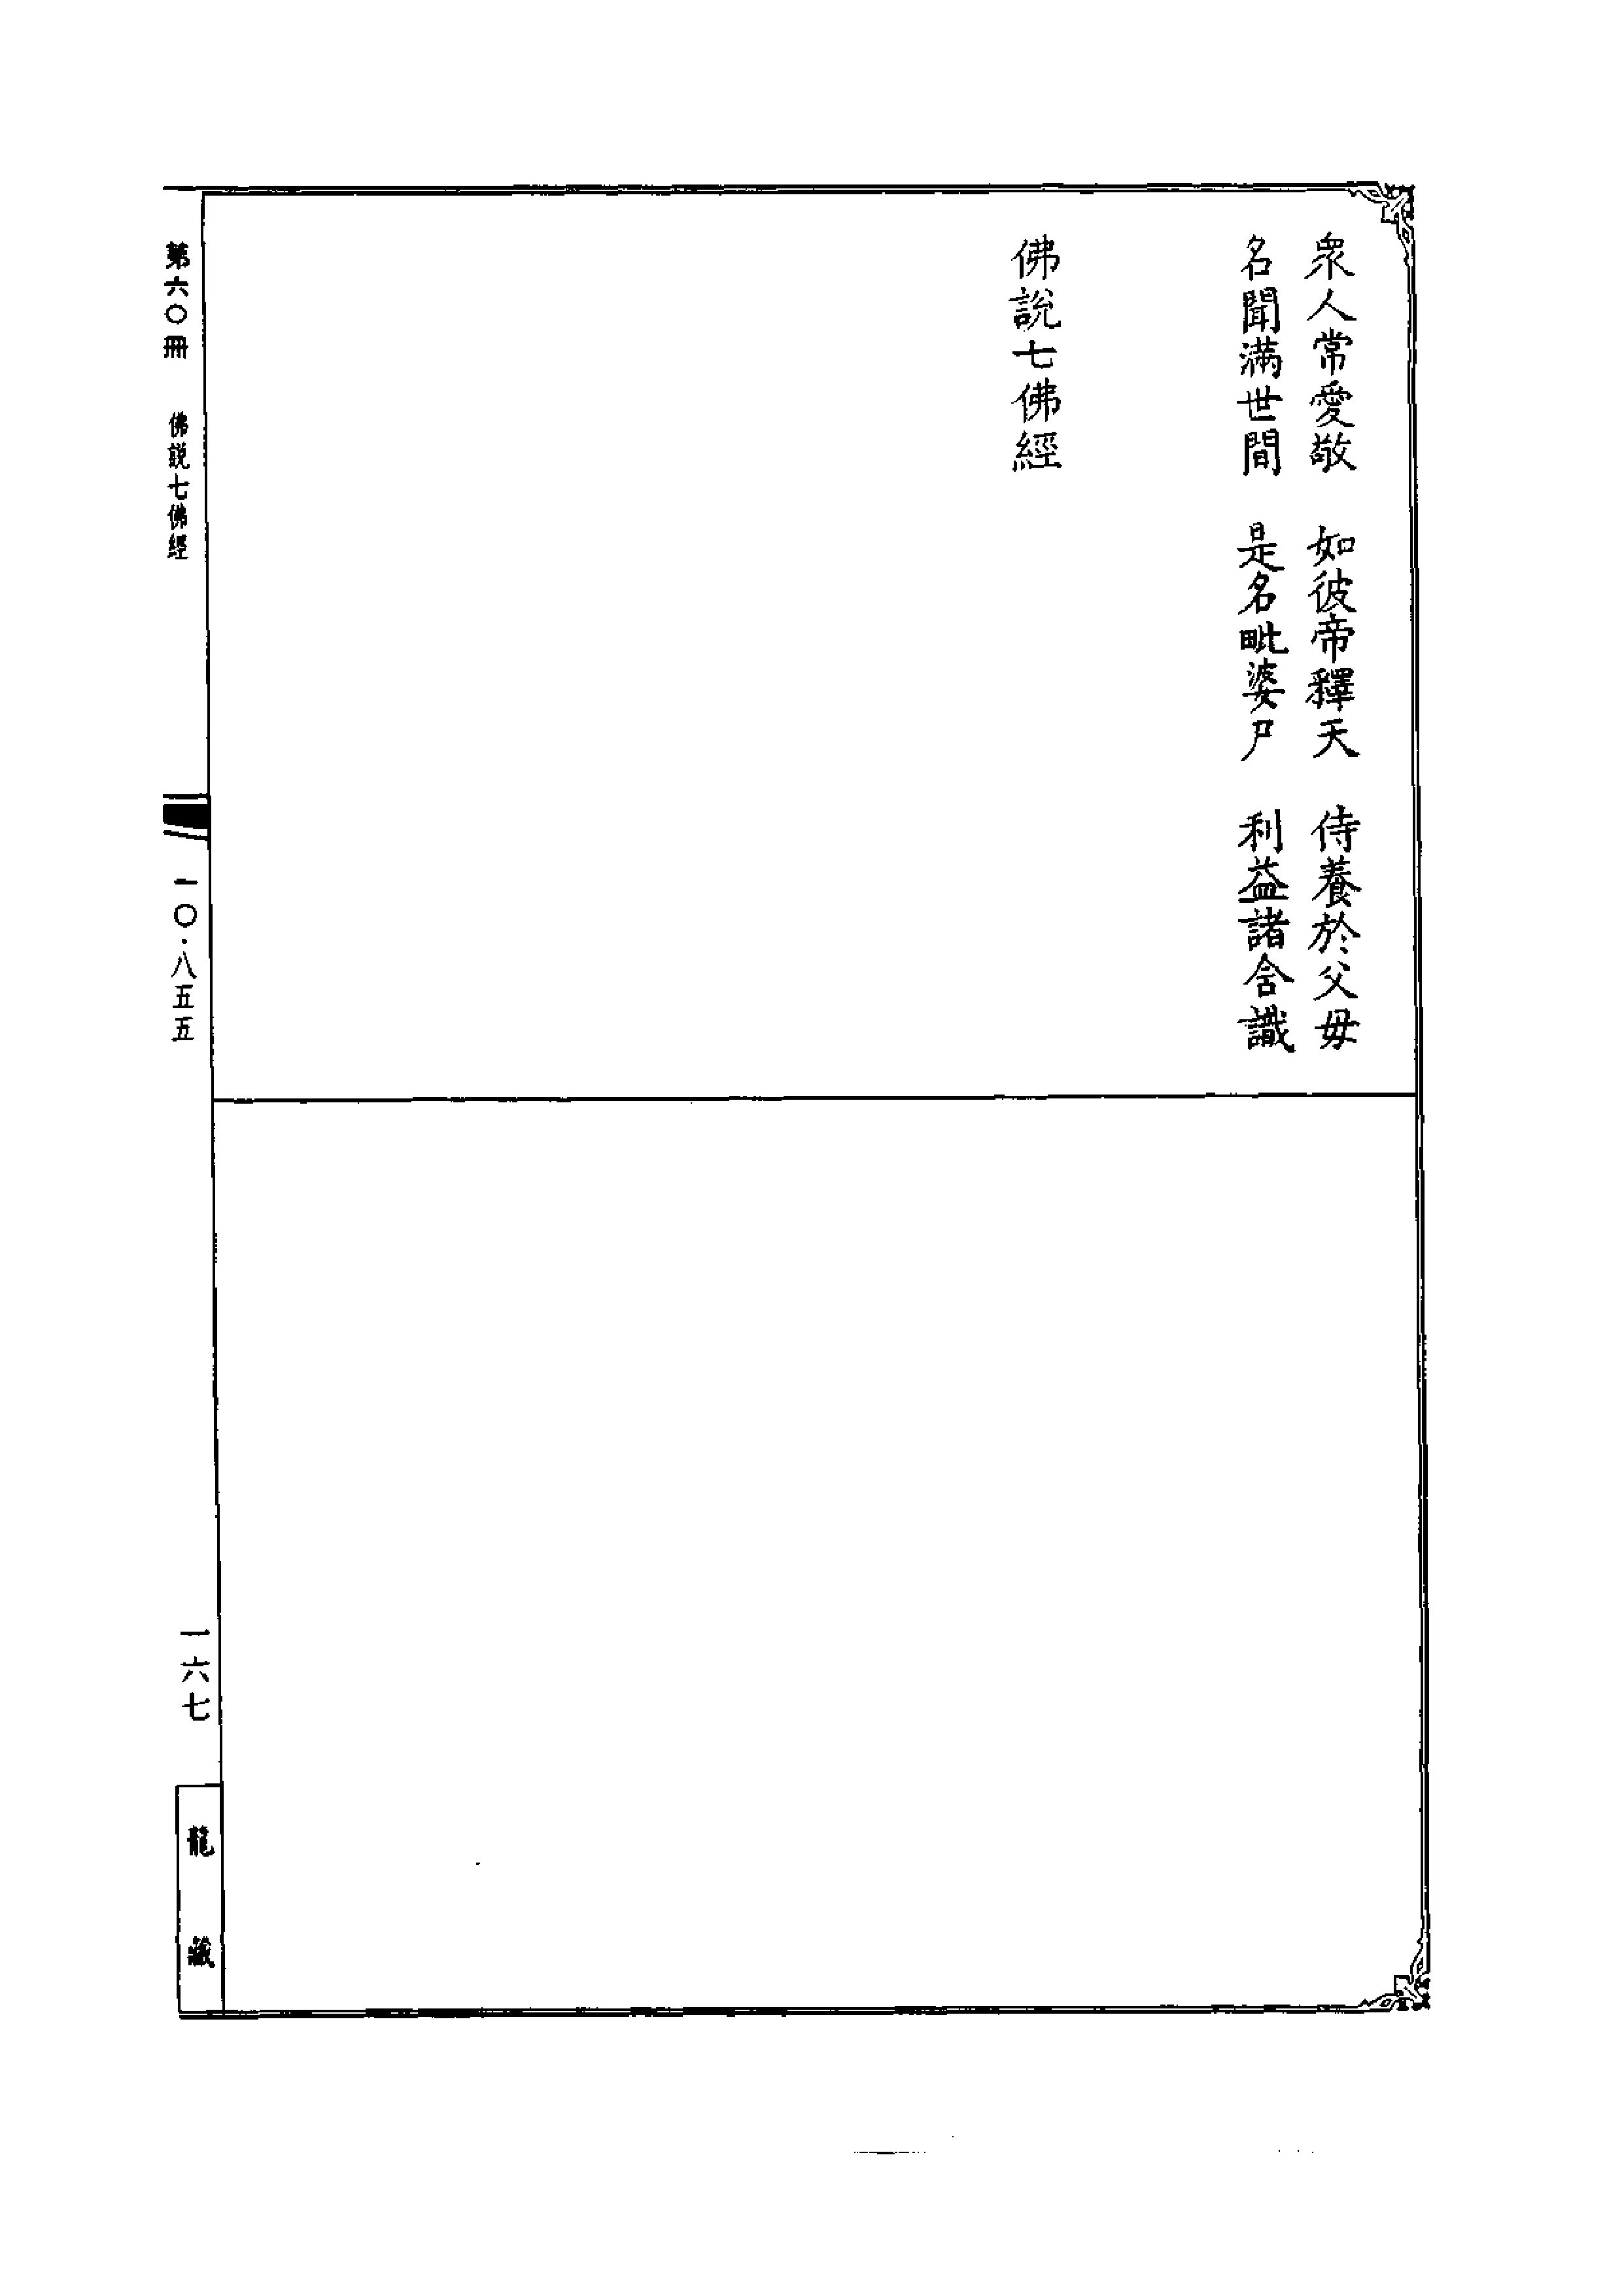 衆人常愛敬　如彼帝釋天　侍養於父母
名聞滿世間　是名毗婆尸　利益諸含識
佛說七佛經
第六〇冊　佛説七佛經　一〇·八五五　一六七
龍藏